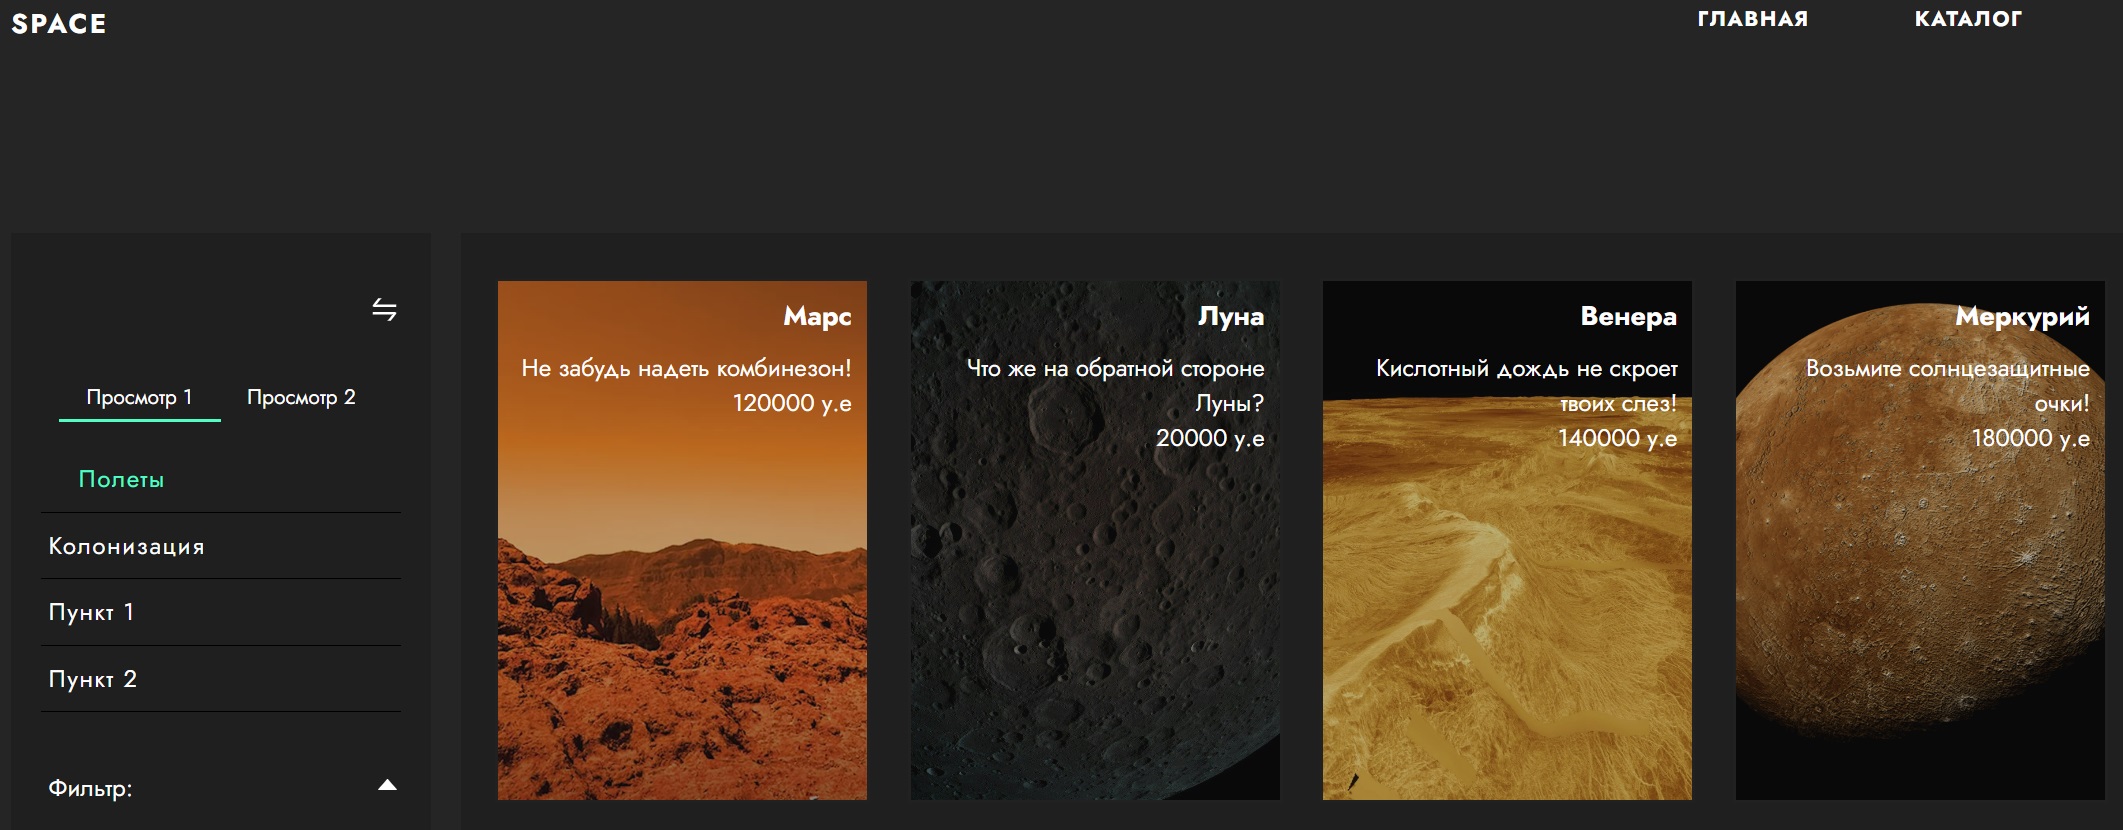 SPACE
ГЛАВНАЯ
КАТАЛОГ
Просмотр 1
Просмотр 2
Полеты
Колонизация
Пункт 1
Пункт 2
Фильтр:
Марс
Не забудь надеть комбинезон!
120000 у.е
Луна
Что же на обратной стороне
Луны?
20000 у.е
Венера
Кислотный дождь не скроет
твоих слез!
140000 у.е
Меркурий
Возьмите солнцезащитные
очки!
180000 у.е